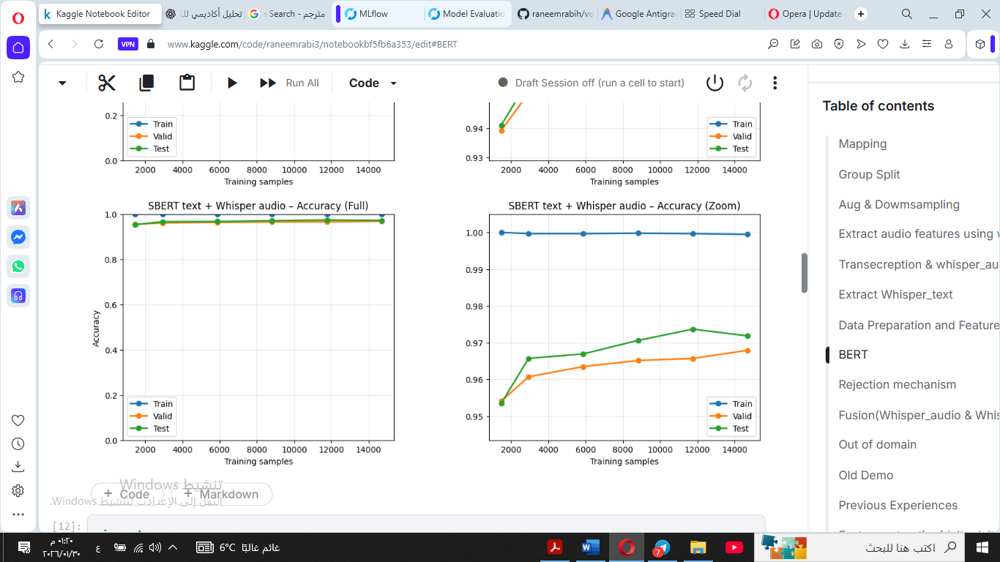 Kaggle Notebook Editor
تحليل أكاديمي للـ
e Search - مترجم
MLflow
Model Evaluatio
raneemrabih/vo
Google Antigrav
Speed Dial
Opera | Update
VPN
www.kaggle.com/code/raneemrabi3/notebookbf5fb6a353/edit#BERT
Run All
Code
Draft Session off (run a cell to start)
0.2
0.0
Train
Valid
Test
2000 4000 6000 8000 10000 12000 14000
Training samples
0.94
0.93
Train
Valid
Test
2000 4000 6000 8000 10000 12000 14000
Training samples
SBERT text + Whisper audio – Accuracy (Full)
1.0
0.8
0.6
0.4
0.2
0.0
Accuracy
Train
Valid
Test
2000 4000 6000 8000 10000 12000 14000
Training samples
SBERT text + Whisper audio – Accuracy (Zoom)
1.00
0.99
0.98
0.97
0.96
0.95
Train
Valid
Test
2000 4000 6000 8000 10000 12000 14000
Training samples
+ Code
+ Markdown
تنشيط Windows
انتقل إلى الإعدادت لتنشيط Windows.
[12]:
Table of contents
Mapping
Group Split
Aug & Dowmsampling
Extract audio features using w
Transecreption & whisper_au
Extract Whisper_text
Data Preparation and Feature
BERT
Rejection mechanism
Fusion(Whisper_audio & Whis
Out of domain
Old Demo
Previous Experiences
٠١:٢٠ م
٢٠٢٦/٠١/٣٠
ع
6°C غائم غالبًا
7
اكتب هنا للبحث